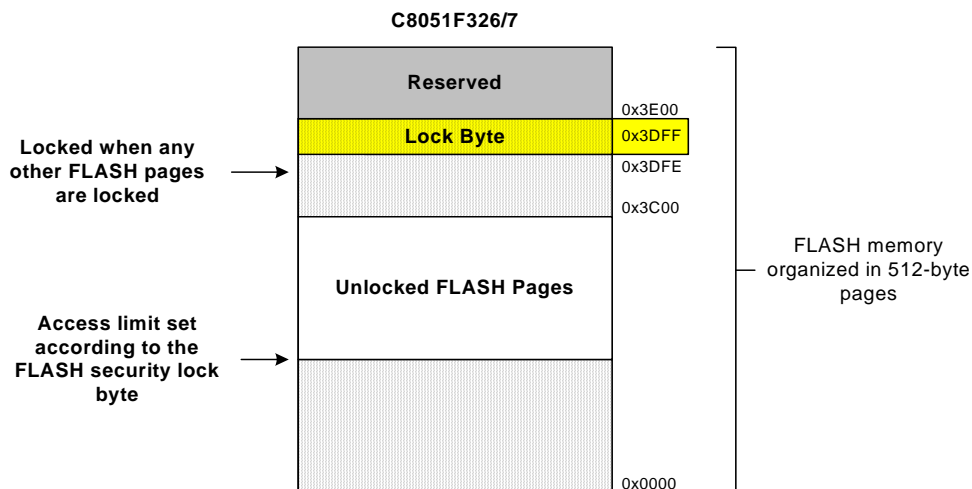 C8051F326/7
Reserved
0x3E00
Lock Byte
0x3DFF
Locked when any
other FLASH pages
are locked
0x3DFE
0x3C00
Unlocked FLASH Pages
FLASH memory
organized in 512-byte
pages
Access limit set
according to the
FLASH security lock
byte
0x0000